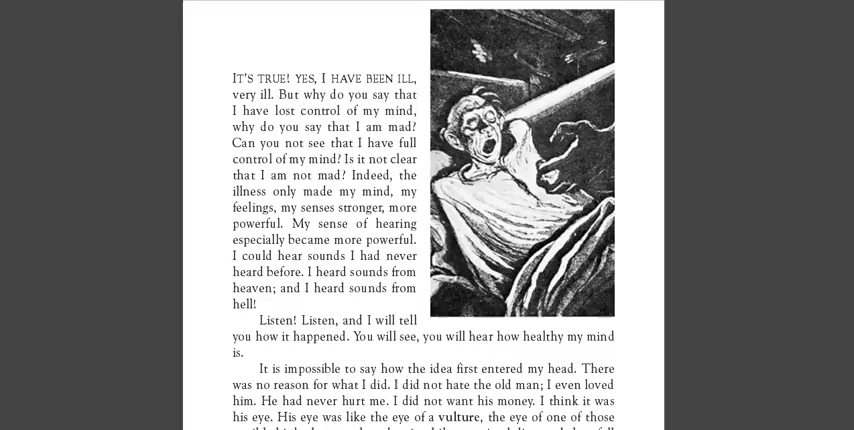 IT'S TRUE! YES, I HAVE BEEN ILL,
very ill. But why do you say that
I have lost control of my mind,
why do you say that I am mad?
Can you not see that I have full
control of my mind? Is it not clear
that I am not mad? Indeed, the
illness only made my mind, my
feelings, my senses stronger, more
powerful. My sense of hearing
especially became more powerful.
I could hear sounds I had never
heard before. I heard sounds from
heaven; and I heard sounds from
hell!
Listen! Listen, and I will tell
you how it happened. You will see, you will hear how healthy my mind
is.
It is impossible to say how the idea first entered my head. There
was no reason for what I did. I did not hate the old man; I even loved
him. He had never hurt me. I did not want his money. I think it was
his eye. His eye was like the eye of a vulture, the eye of one of those